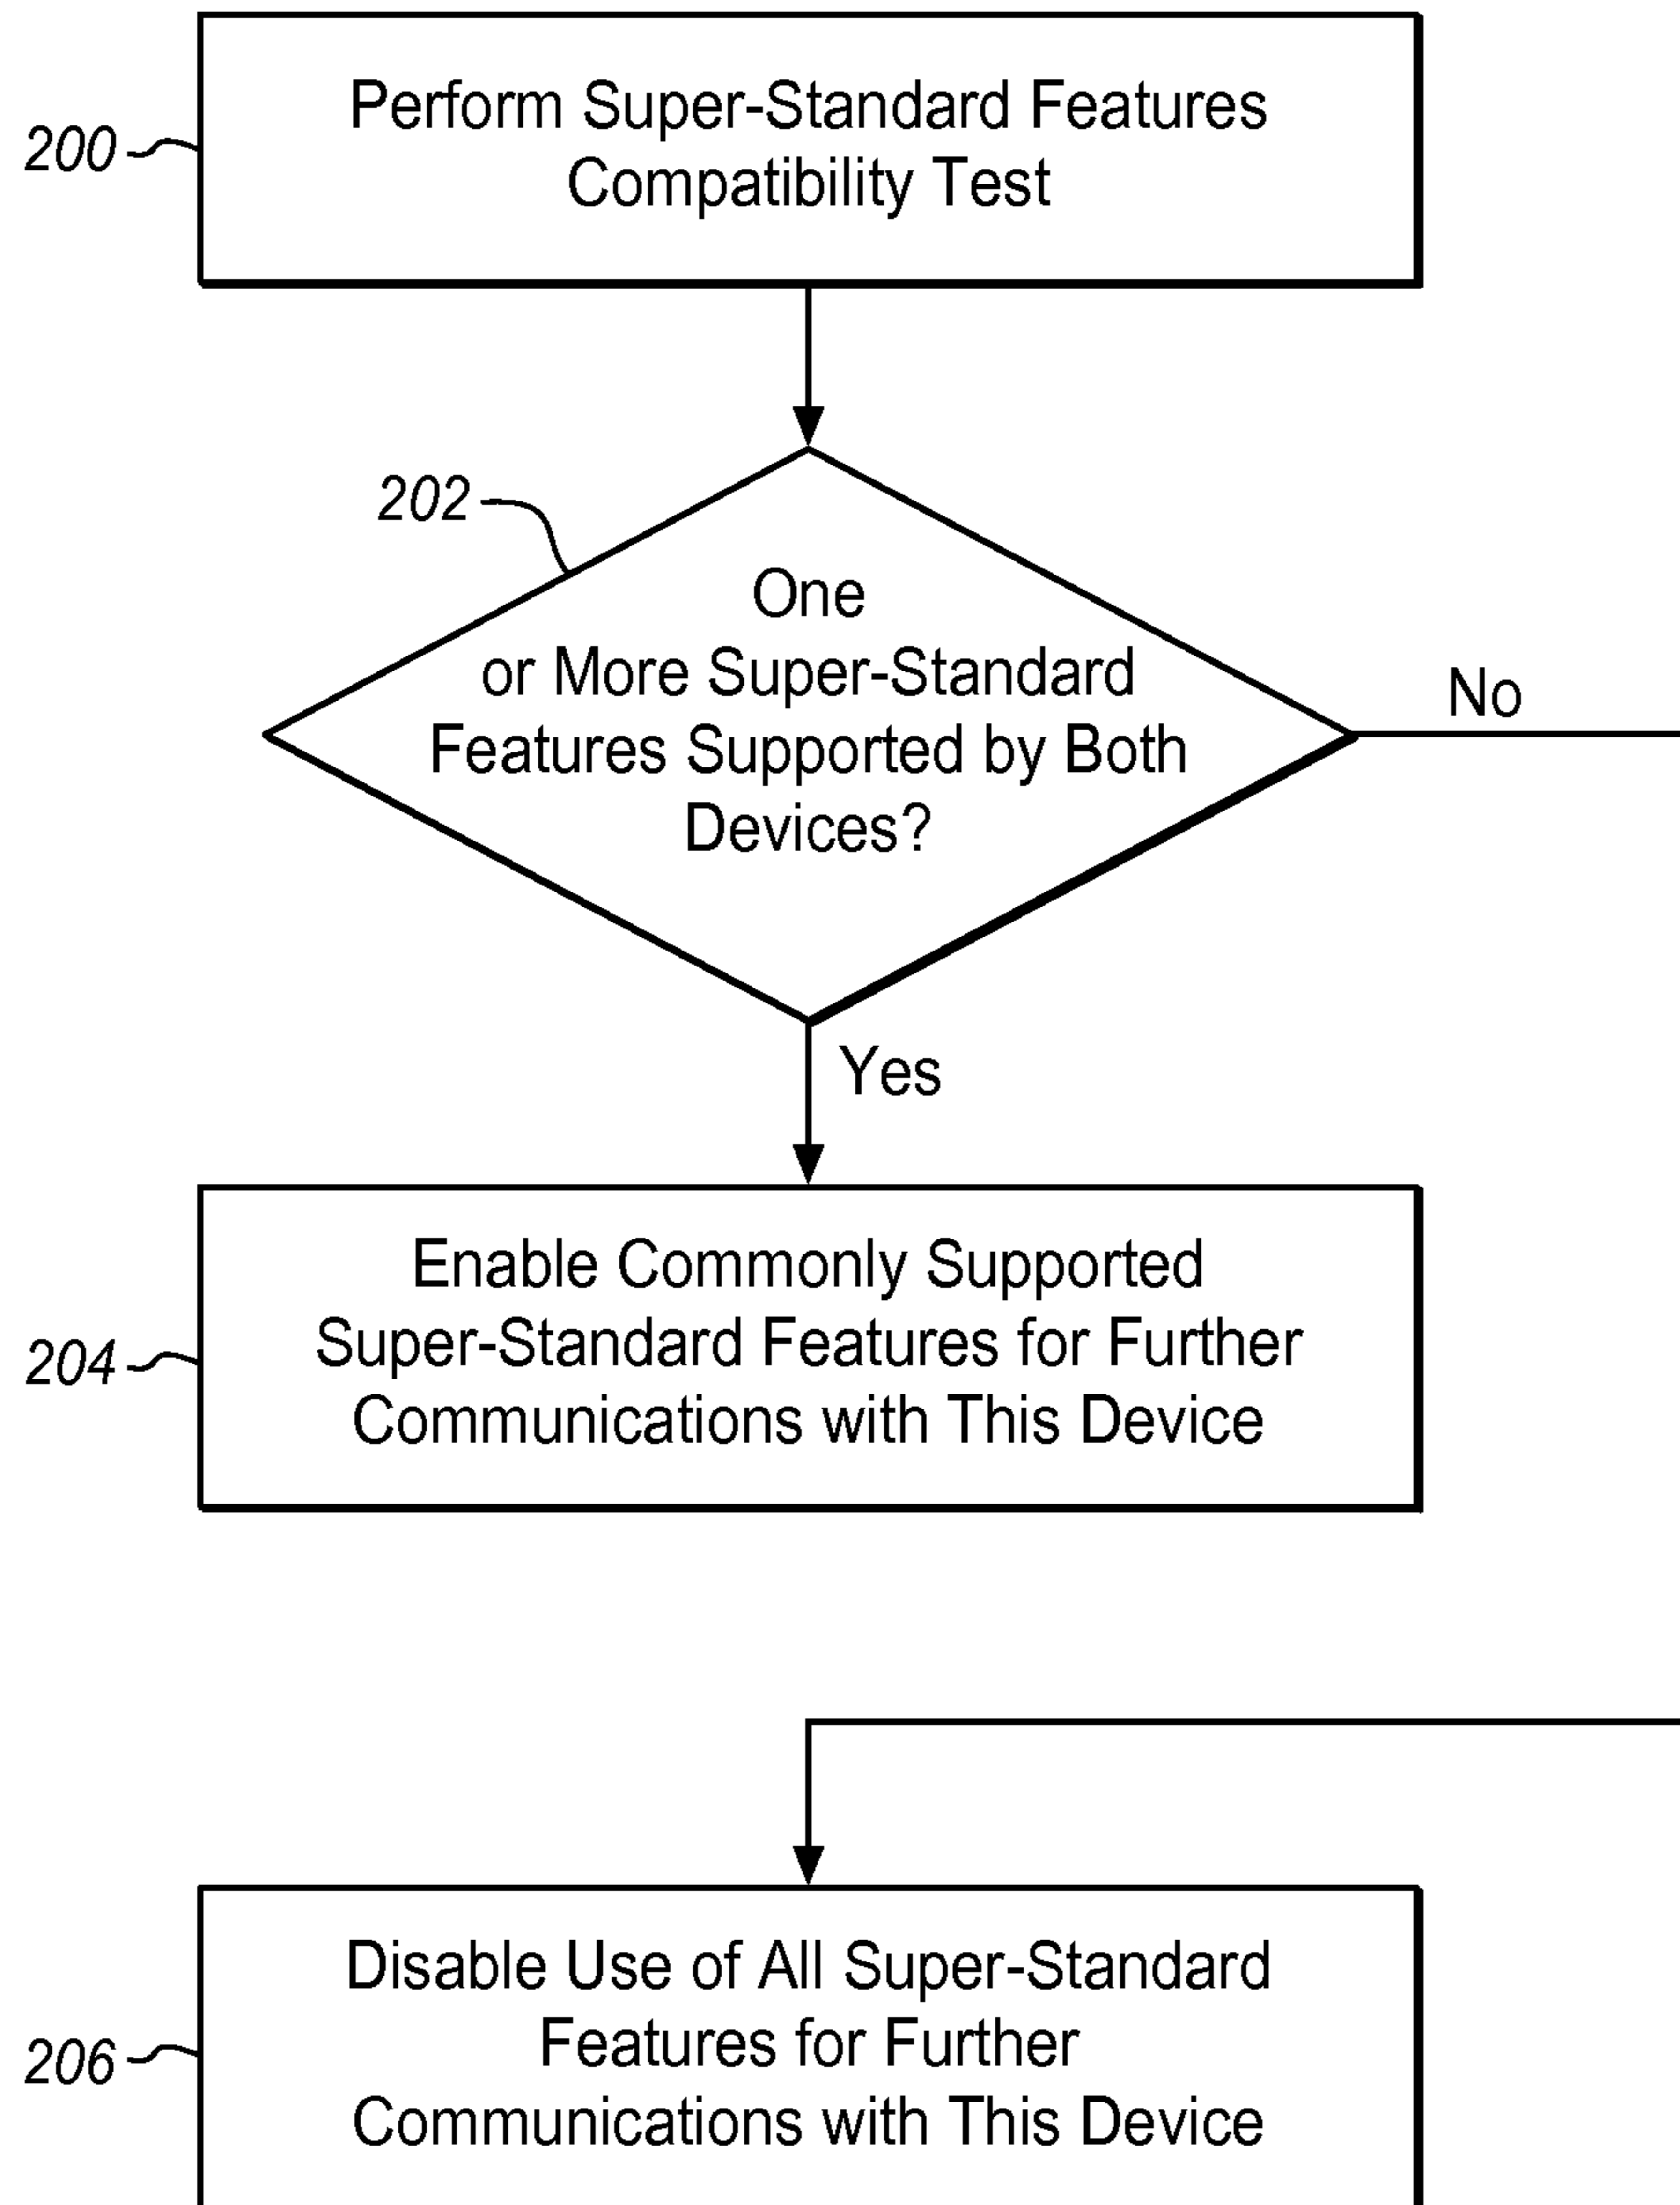 Perform Super-Standard Features
Compatibility Test
200
202
One
or More Super-Standard
Features Supported by Both
Devices?
No
Yes
Enable Commonly Supported
Super-Standard Features for Further
Communications with This Device
204
Disable Use of All Super-Standard
Features for Further
Communications with This Device
206